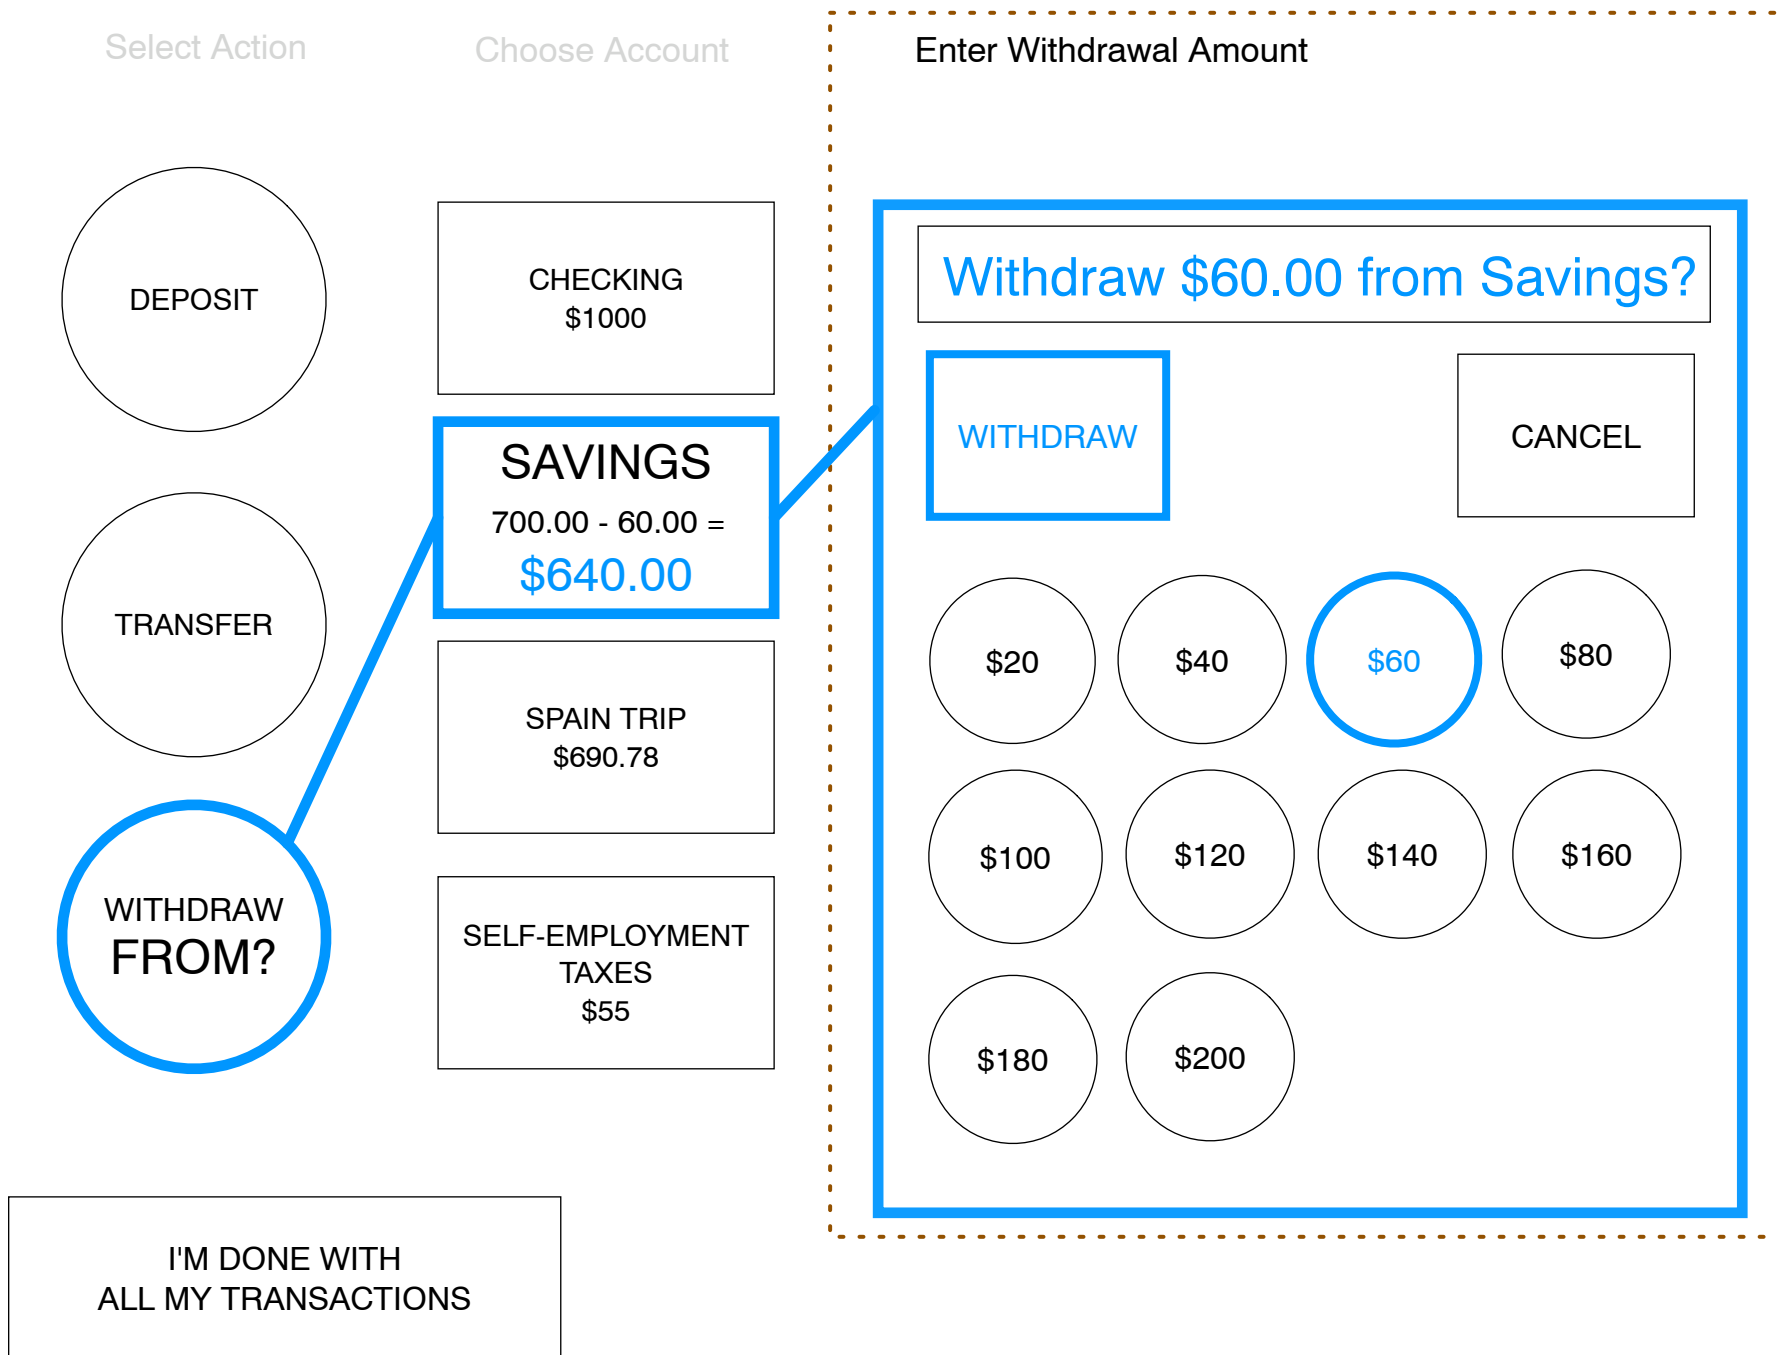 Select Action
Choose Account
Enter Withdrawal Amount
DEPOSIT
TRANSFER
WITHDRAW
FROM?
CHECKING
$1000
SAVINGS
700.00 - 60.00 =
$640.00
SPAIN TRIP
$690.78
SELF-EMPLOYMENT
TAXES
$55
Withdraw $60.00 from Savings?
WITHDRAW
CANCEL
$20
$40
$60
$80
$100
$120
$140
$160
$180
$200
I'M DONE WITH
ALL MY TRANSACTIONS